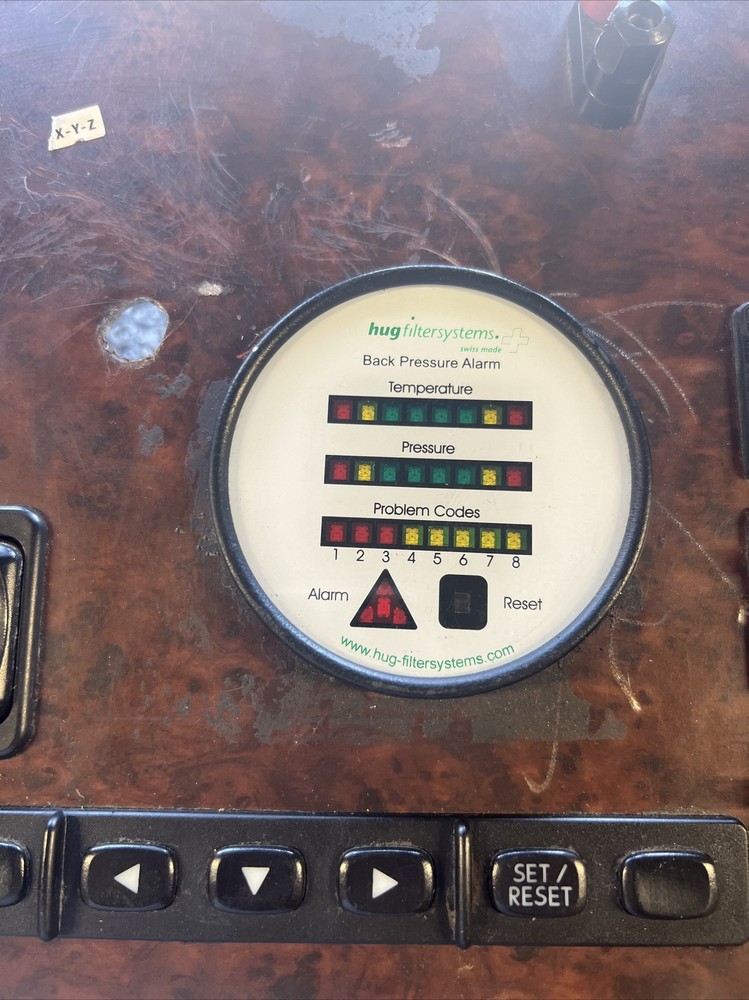 X-Y-Z
hug filtersystems.
swiss made
Back Pressure Alarm
Temperature
Pressure
Problem Codes
1 2 3 4 5 6 7 8
Alarm Reset
www.hug-filtersystems.com
SET /
RESET